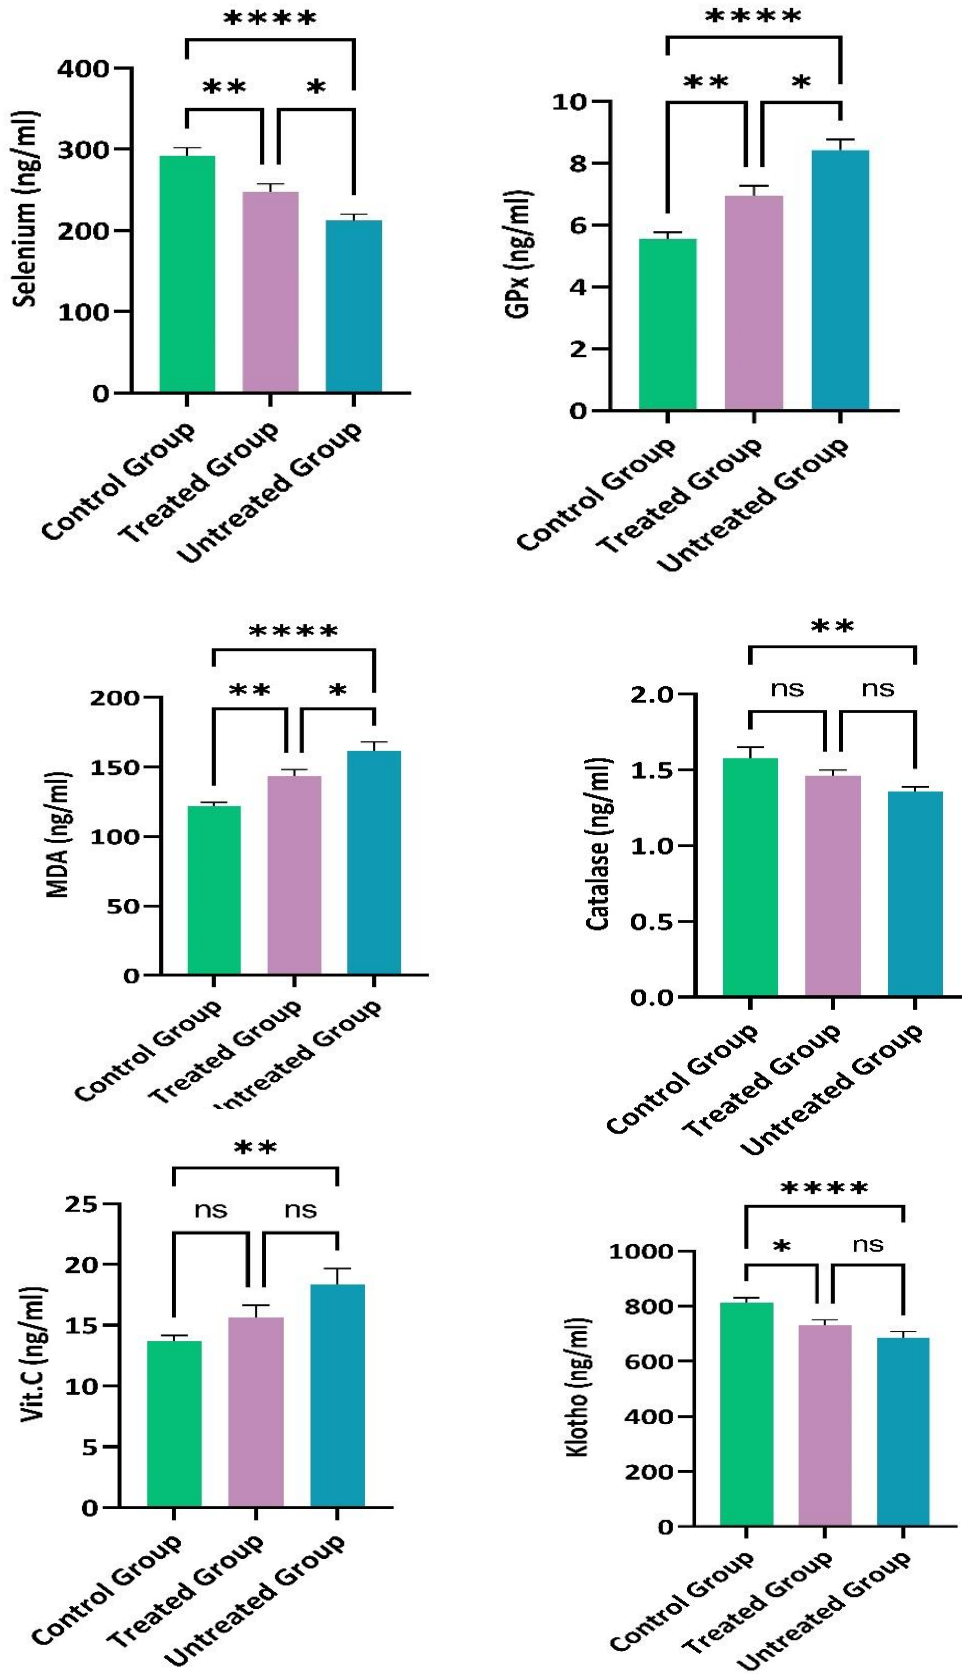 ****
** *
400
300
200
100
0
Selenium (ng/ml)
Control Group
Treated Group
Untreated Group
****
** *
10
8
6
4
2
0
GPx (ng/ml)
Control Group
Treated Group
Untreated Group
****
** *
200
150
100
50
0
MDA (ng/ml)
Control Group
Treated Group
ntreated Group
**
ns ns
2.0
1.5
1.0
0.5
0.0
Catalase (ng/ml)
Control Group
Treated Group
Untreated Group
**
ns ns
25
20
15
10
5
0
Vit.C (ng/ml)
Control Group
Treated Group
Untreated Group
****
* ns
1000
800
600
400
200
0
Klotho (ng/ml)
Control Group
Treated Group
Untreated Group